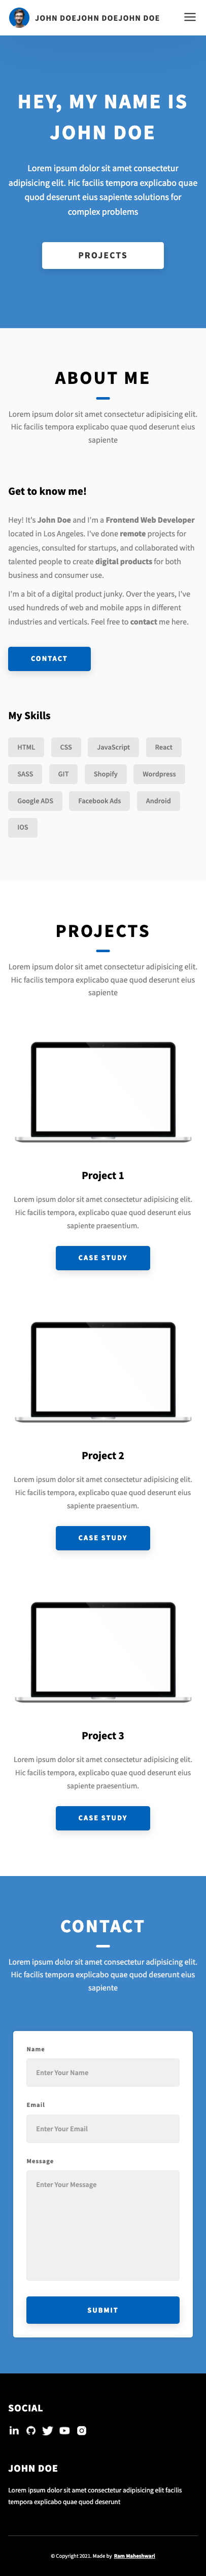 JOHN DOEJOHN DOEJOHN DOE
HEY, MY NAME IS
JOHN DOE
Lorem ipsum dolor sit amet consectetur
adipisicing elit. Hic facilis tempora explicabo quae
quod deserunt eius sapiente solutions for
complex problems
PROJECTS
ABOUT ME
Lorem ipsum dolor sit amet consectetur adipisicing elit.
Hic facilis tempora explicabo quae quod deserunt eius
sapiente
Get to know me!
Hey! It's John Doe and I'm a Frontend Web Developer
located in Los Angeles. I've done remote projects for
agencies, consulted for startups, and collaborated with
talented people to create digital products for both
business and consumer use.
I'm a bit of a digital product junky. Over the years, I've
used hundreds of web and mobile apps in different
industries and verticals. Feel free to contact me here.
CONTACT
My Skills
HTML CSS JavaScript React
SASS GIT Shopify Wordpress
Google ADS Facebook Ads Android
IOS
PROJECTS
Lorem ipsum dolor sit amet consectetur adipisicing elit.
Hic facilis tempora explicabo quae quod deserunt eius
sapiente
Project 1
Lorem ipsum dolor sit amet consectetur adipisicing elit.
Hic facilis tempora, explicabo quae quod deserunt eius
sapiente praesentium.
CASE STUDY
Project 2
Lorem ipsum dolor sit amet consectetur adipisicing elit.
Hic facilis tempora, explicabo quae quod deserunt eius
sapiente praesentium.
CASE STUDY
Project 3
Lorem ipsum dolor sit amet consectetur adipisicing elit.
Hic facilis tempora, explicabo quae quod deserunt eius
sapiente praesentium.
CASE STUDY
CONTACT
Lorem ipsum dolor sit amet consectetur adipisicing elit.
Hic facilis tempora explicabo quae quod deserunt eius
sapiente
Name
Enter Your Name
Email
Enter Your Email
Message
Enter Your Message
SUBMIT
SOCIAL
JOHN DOE
Lorem ipsum dolor sit amet consectetur adipisicing elit facilis
tempora explicabo quae quod deserunt
© Copyright 2021. Made by Ram Maheshwari